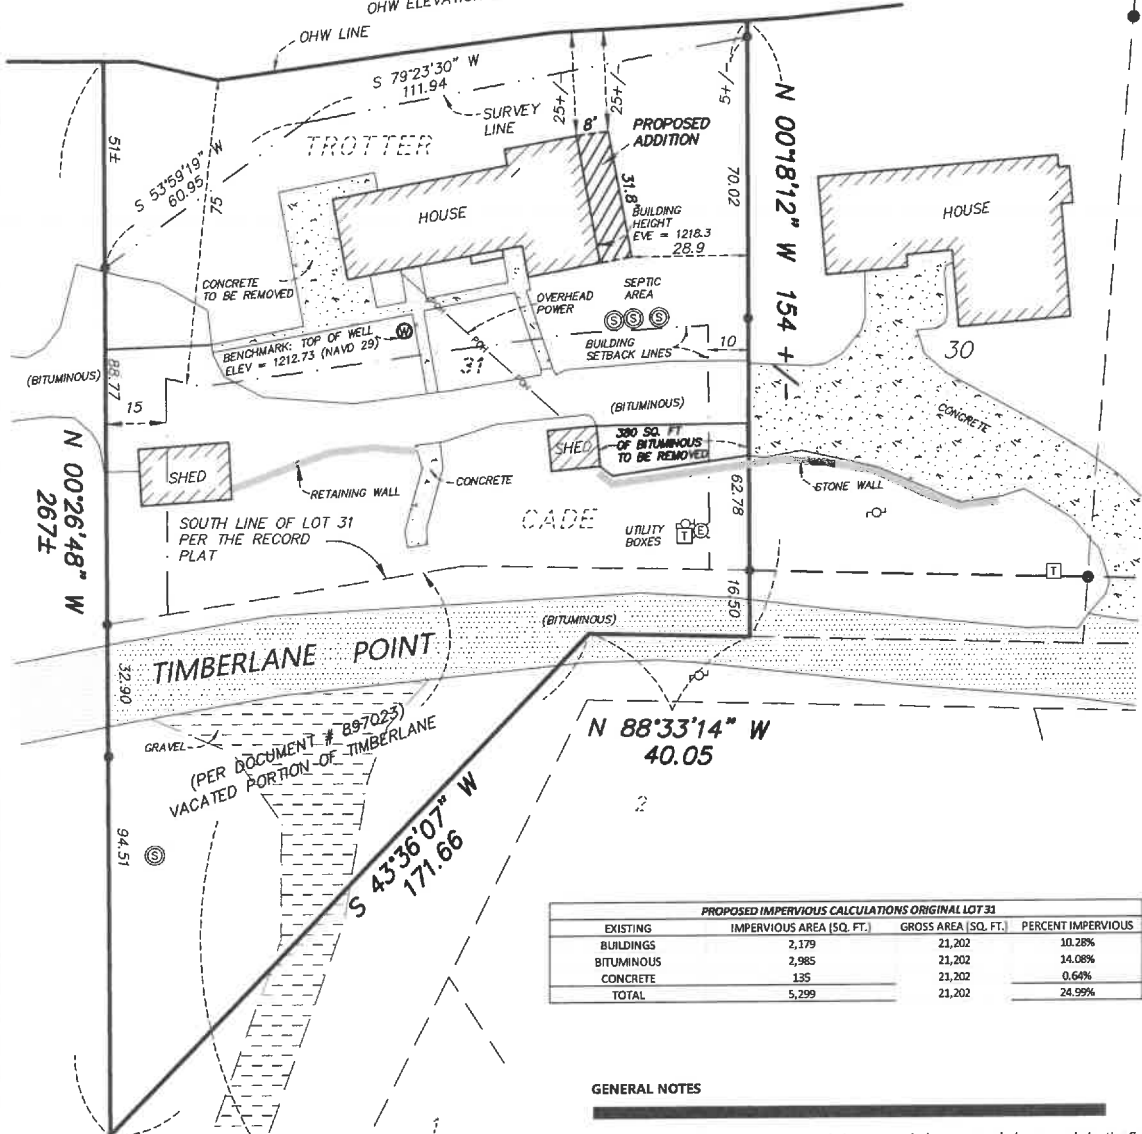 OHW LINE
S 79°23'30" W
111.94
SURVEY
LINE
25+/-
25+/-
5+/-
8'
PROPOSED
ADDITION
TROTTER
51±
S 53°59'19" W
60.95
75
HOUSE
31.8'
BUILDING
HEIGHT
EVE = 1218.3
28.9
70.02
N 00°18'12" W 154 +/-
HOUSE
CONCRETE
TO BE REMOVED
OVERHEAD
POWER
SEPTIC
AREA
S S S
BENCHMARK: TOP OF WELL
ELEV = 1212.73 (NAVD 29)
W
POH
31
BUILDING
SETBACK LINES
10
30
(BITUMINOUS)
88.77
15
(BITUMINOUS)
CONCRETE
SHED
380 SQ. FT
OF BITUMINOUS
TO BE REMOVED
SHED
RETAINING WALL
CONCRETE
STONE WALL
62.78
N 00°26'48" W
267±
SOUTH LINE OF LOT 31
PER THE RECORD
PLAT
CADE
UTILITY
BOXES
T E
T
16.50
(BITUMINOUS)
TIMBERLANE POINT
32.90
GRAVEL
(PER DOCUMENT # 897023)
VACATED PORTION OF TIMBERLANE
N 88°33'14" W
40.05
2
S 43°36'07" W
171.66
94.51
S
PROPOSED IMPERVIOUS CALCULATIONS ORIGINAL LOT 31
EXISTING IMPERVIOUS AREA (SQ. FT.) GROSS AREA (SQ. FT.) PERCENT IMPERVIOUS
BUILDINGS 2,179 21,202 10.28%
BITUMINOUS 2,985 21,202 14.08%
CONCRETE 135 21,202 0.64%
TOTAL 5,299 21,202 24.99%
GENERAL NOTES
1